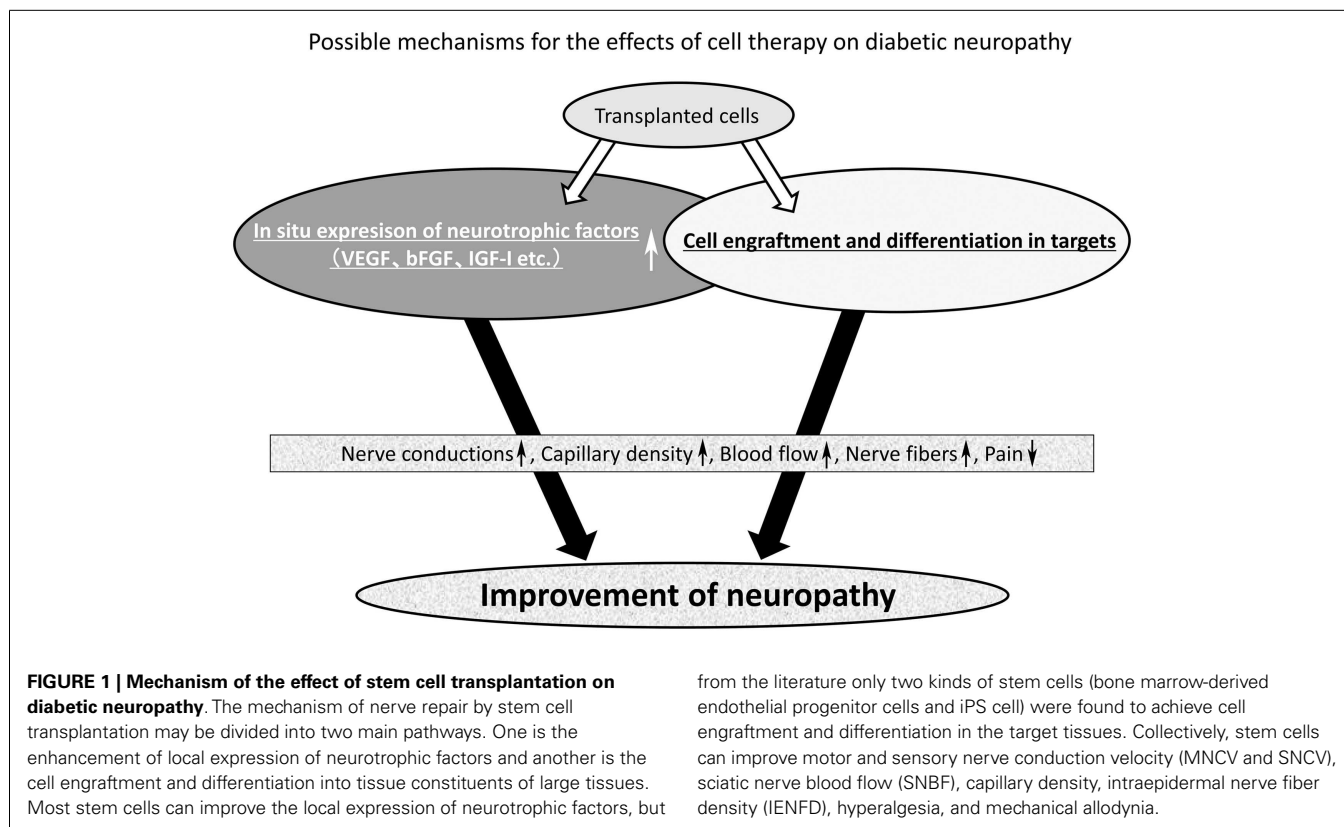 Possible mechanisms for the effects of cell therapy on diabetic neuropathy
Transplanted cells
In situ expresison of neurotrophic factors
（VEGF、bFGF、IGF-I etc.）
Cell engraftment and differentiation in targets
Nerve conductions↑, Capillary density↑, Blood flow↑, Nerve fibers↑, Pain↓
Improvement of neuropathy
FIGURE 1 | Mechanism of the effect of stem cell transplantation on
diabetic neuropathy. The mechanism of nerve repair by stem cell
transplantation may be divided into two main pathways. One is the
enhancement of local expression of neurotrophic factors and another is the
cell engraftment and differentiation into tissue constituents of large tissues.
Most stem cells can improve the local expression of neurotrophic factors, but
from the literature only two kinds of stem cells (bone marrow-derived
endothelial progenitor cells and iPS cell) were found to achieve cell
engraftment and differentiation in the target tissues. Collectively, stem cells
can improve motor and sensory nerve conduction velocity (MNCV and SNCV),
sciatic nerve blood flow (SNBF), capillary density, intraepidermal nerve fiber
density (IENFD), hyperalgesia, and mechanical allodynia.